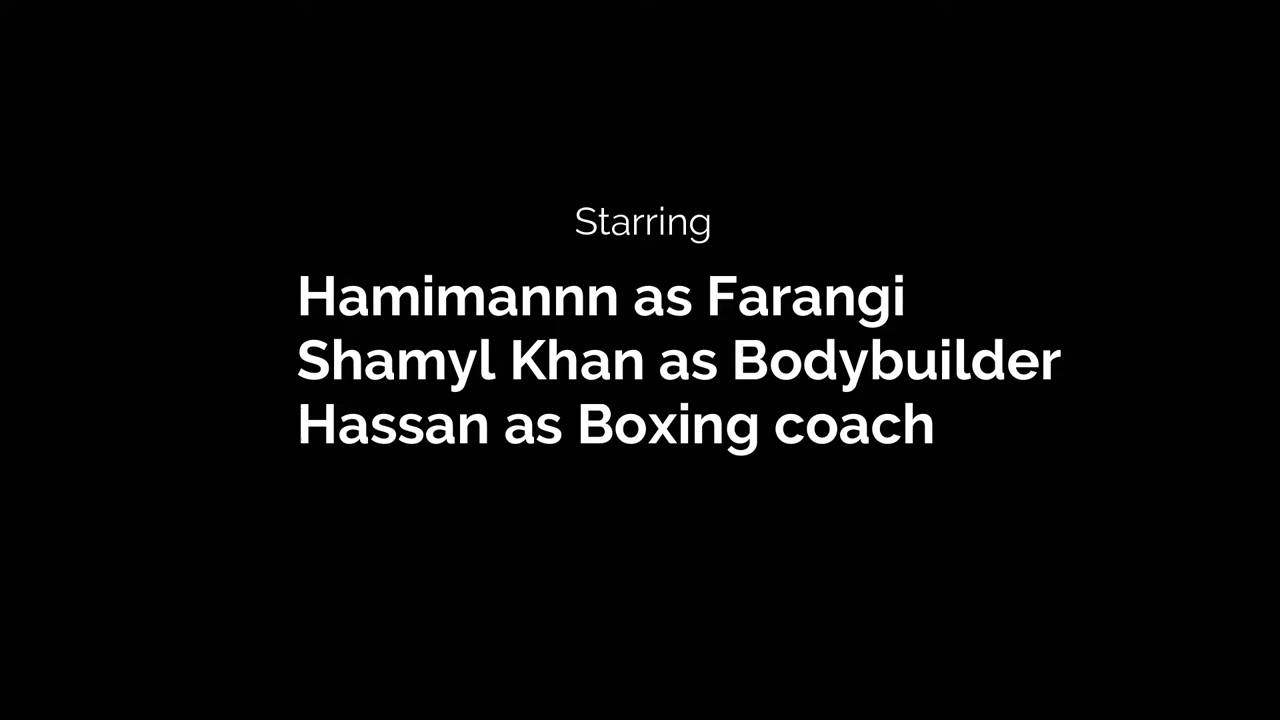 Starring
Hamimannn as Farangi
Shamyl Khan as Bodybuilder
Hassan as Boxing coach